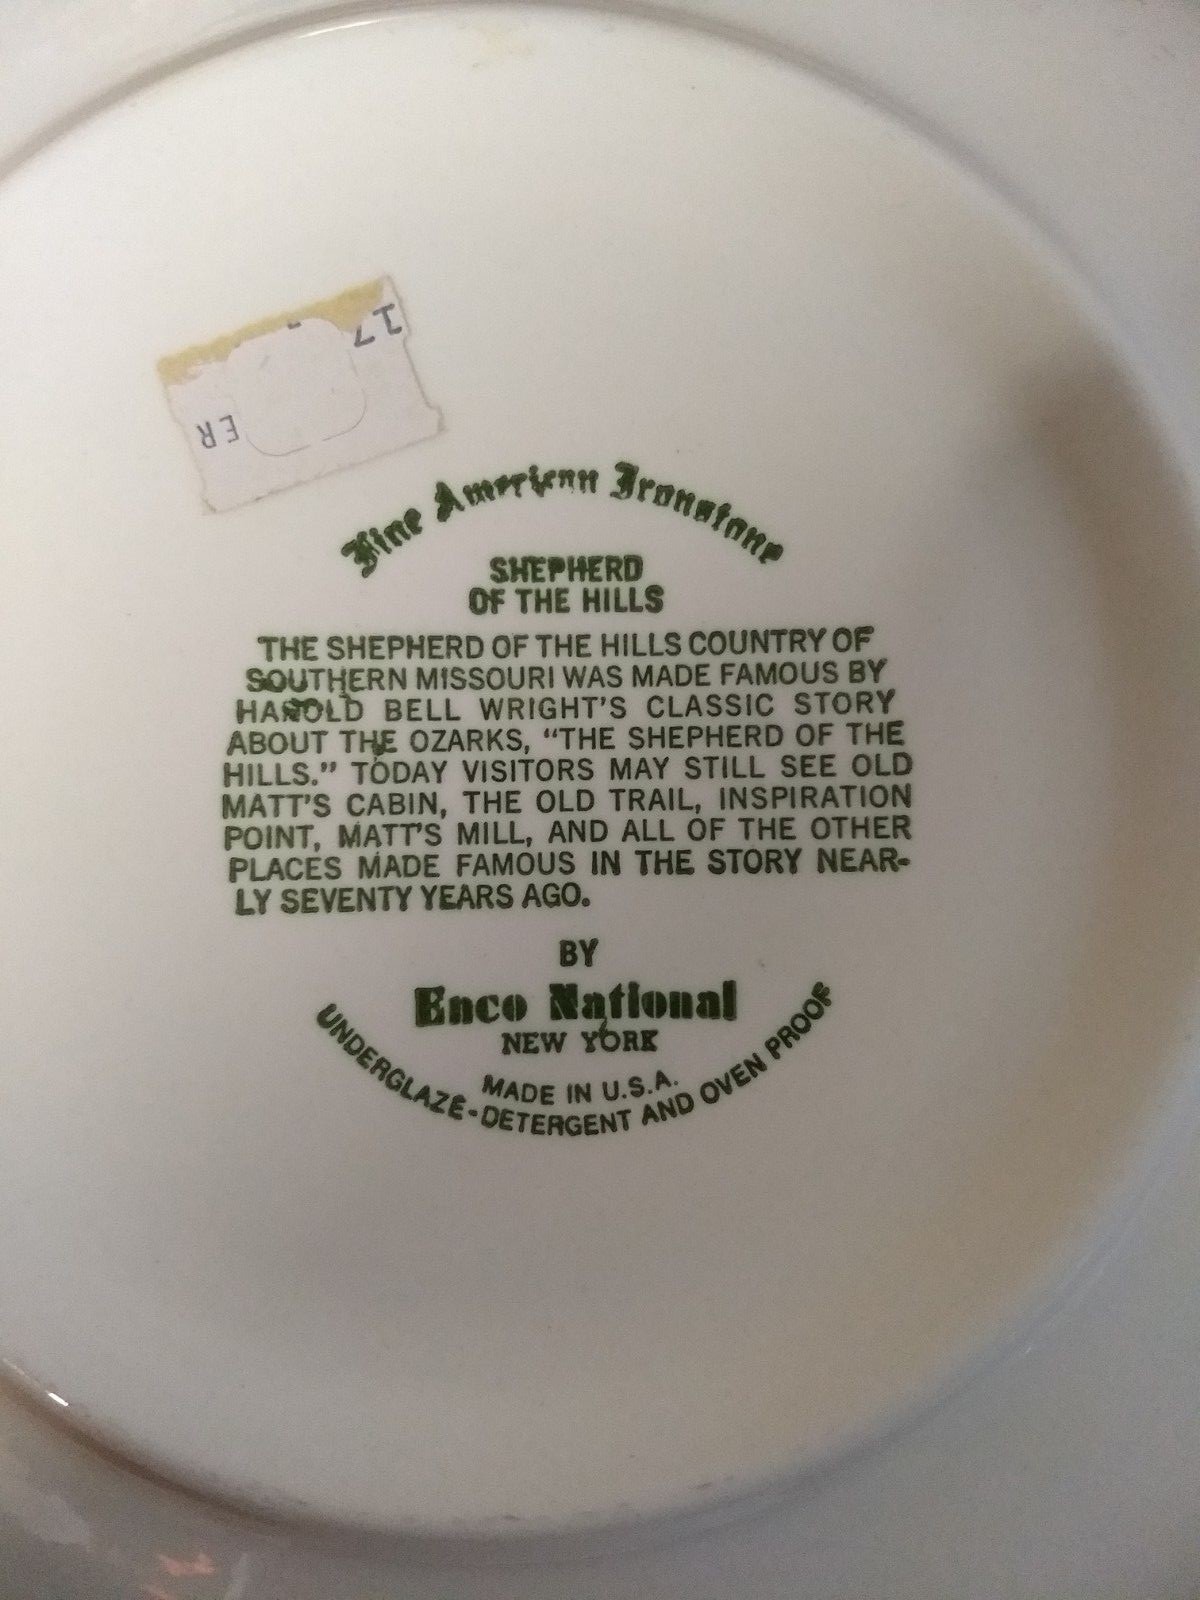 17
ER
Fine American Ironstone
SHEPHERD
OF THE HILLS
THE SHEPHERD OF THE HILLS COUNTRY OF
SOUTHERN MISSOURI WAS MADE FAMOUS BY
HAROLD BELL WRIGHT'S CLASSIC STORY
ABOUT THE OZARKS, “THE SHEPHERD OF THE
HILLS.” TODAY VISITORS MAY STILL SEE OLD
MATT'S CABIN, THE OLD TRAIL, INSPIRATION
POINT, MATT'S MILL, AND ALL OF THE OTHER
PLACES MADE FAMOUS IN THE STORY NEAR-
LY SEVENTY YEARS AGO.
BY
Enco National
NEW YORK
MADE IN U.S.A.
UNDERGLAZE-DETERGENT AND OVEN PROOF